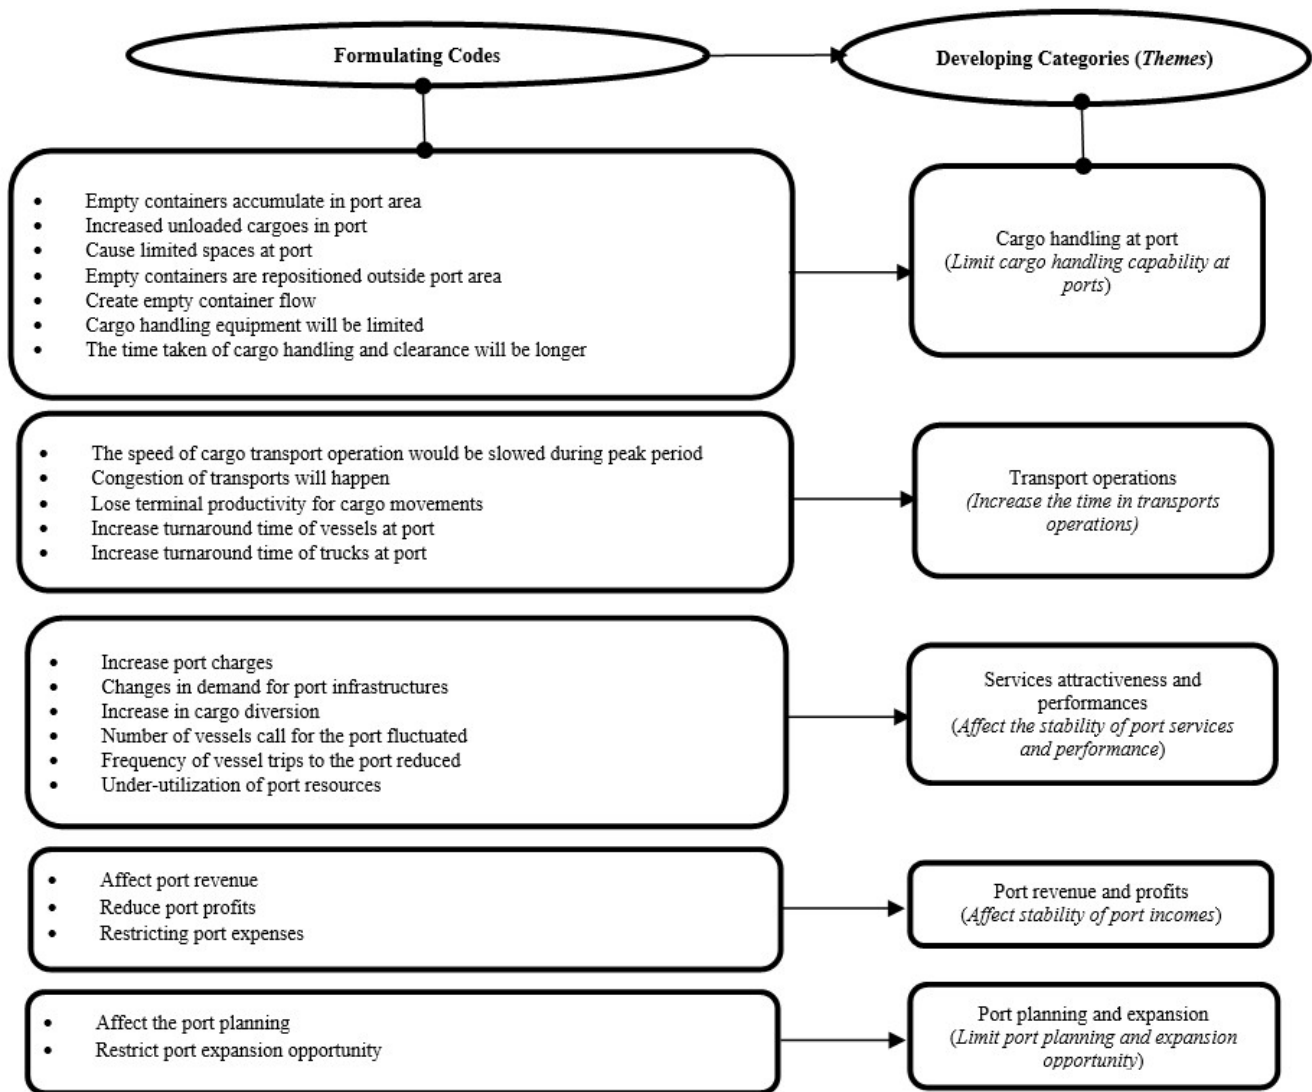 Formulating Codes
Developing Categories (Themes)
• Empty containers accumulate in port area
• Increased unloaded cargoes in port
• Cause limited spaces at port
• Empty containers are repositioned outside port area
• Create empty container flow
• Cargo handling equipment will be limited
• The time taken of cargo handling and clearance will be longer
Cargo handling at port
(Limit cargo handling capability at
ports)
• The speed of cargo transport operation would be slowed during peak period
• Congestion of transports will happen
• Lose terminal productivity for cargo movements
• Increase turnaround time of vessels at port
• Increase turnaround time of trucks at port
Transport operations
(Increase the time in transports
operations)
• Increase port charges
• Changes in demand for port infrastructures
• Increase in cargo diversion
• Number of vessels call for the port fluctuated
• Frequency of vessel trips to the port reduced
• Under-utilization of port resources
Services attractiveness and
performances
(Affect the stability of port services
and performance)
• Affect port revenue
• Reduce port profits
• Restricting port expenses
Port revenue and profits
(Affect stability of port incomes)
• Affect the port planning
• Restrict port expansion opportunity
Port planning and expansion
(Limit port planning and expansion
opportunity)